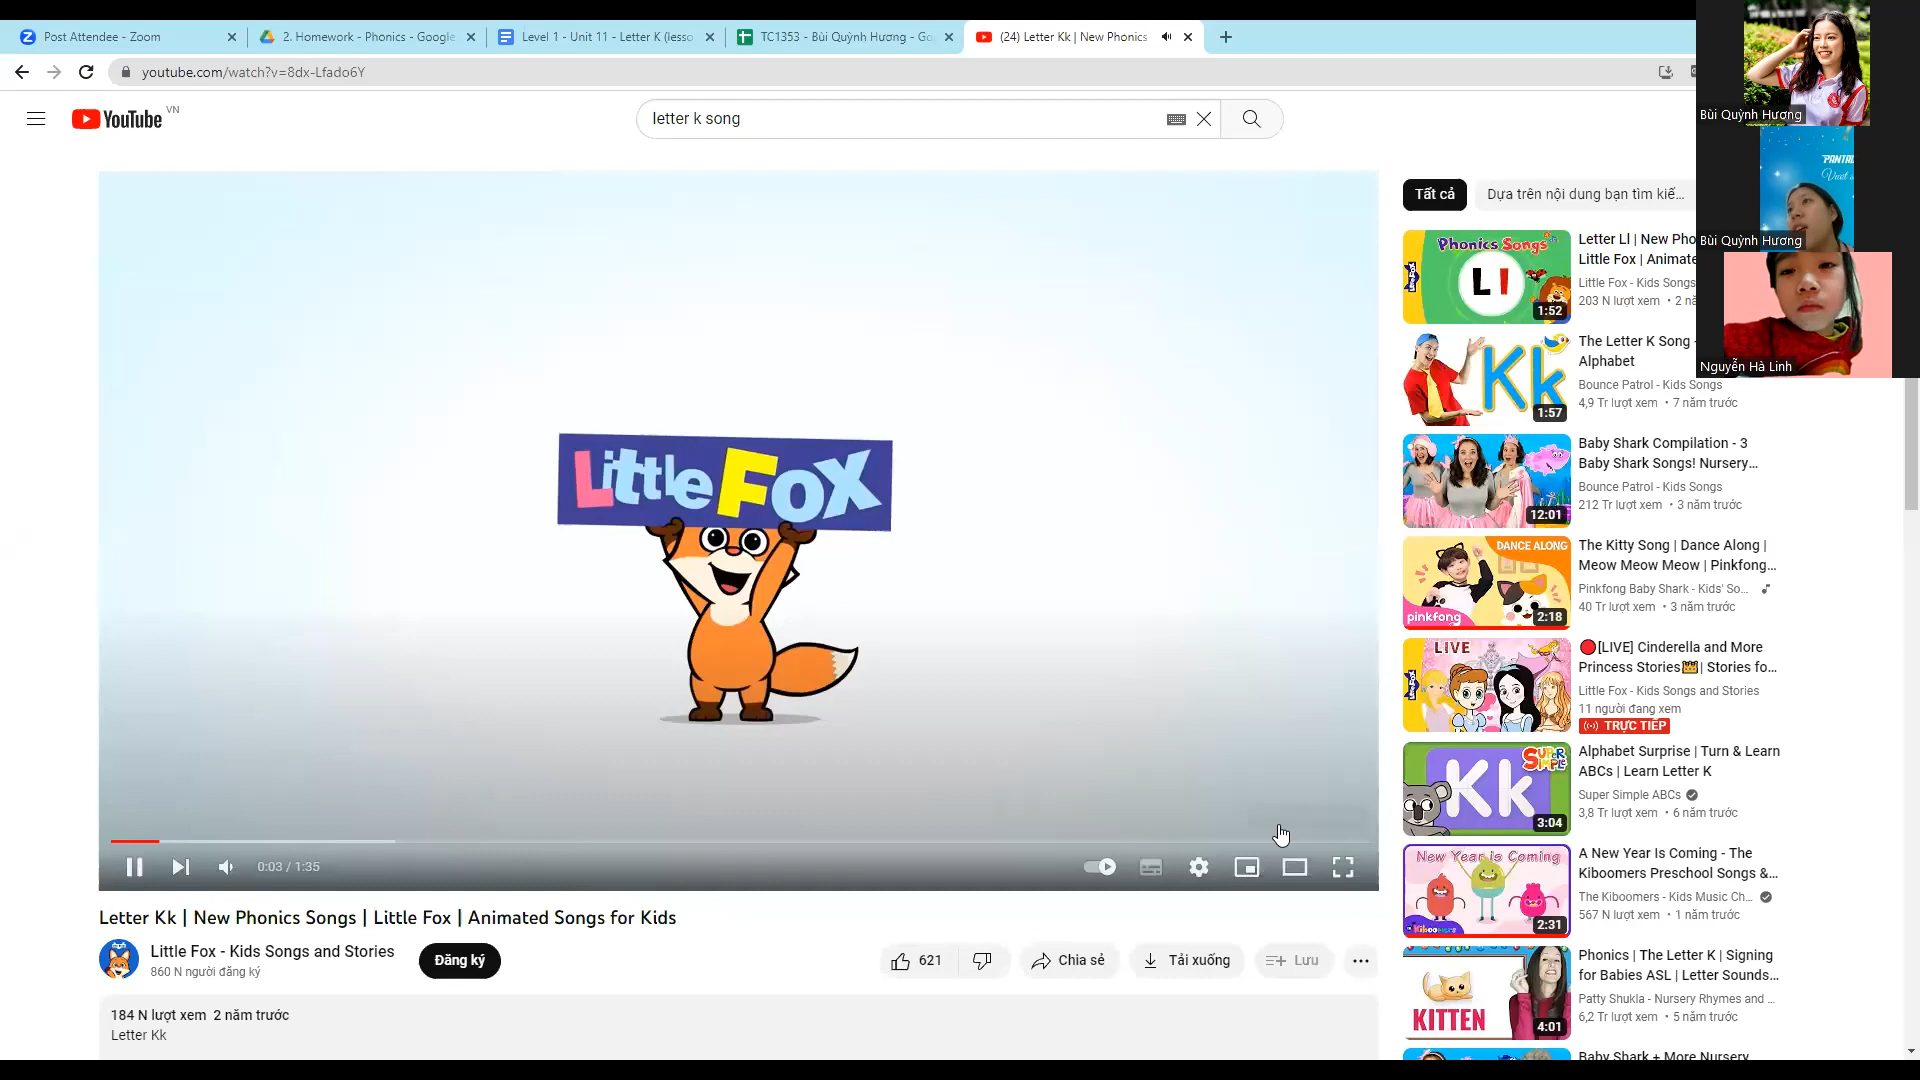 Post Attendee - Zoom
2. Homework - Phonics - Google
Level 1 - Unit 11 - Letter K (lesso
TC1353 - Bùi Quỳnh Hương - Go
(24) Letter Kk | New Phonics
youtube.com/watch?v=8dx-Lfado6Y
YouTube VN
letter k song
Bùi Quỳnh Hương
PANTAL
Bùi Quỳnh Hương
Nguyễn Hà Linh
LittleFox
0:03 / 1:35
Letter Kk | New Phonics Songs | Little Fox | Animated Songs for Kids
Little Fox - Kids Songs and Stories
860 N người đăng ký
Đăng ký
621
Chia sẻ
Tải xuống
Lưu
184 N lượt xem 2 năm trước
Letter Kk
Tất cả
Dựa trên nội dung bạn tìm kiế...
Phonics Songs
Ll
1:52
Letter Ll | New Pho
Little Fox | Animate
Little Fox - Kids Songs
203 N lượt xem • 2 nă
Kk
1:57
The Letter K Song -
Alphabet
Bounce Patrol - Kids Songs
4,9 Tr lượt xem • 7 năm trước
12:01
Baby Shark Compilation - 3
Baby Shark Songs! Nursery...
Bounce Patrol - Kids Songs
212 Tr lượt xem • 3 năm trước
DANCE ALONG
pinkfong
2:18
The Kitty Song | Dance Along |
Meow Meow Meow | Pinkfong...
Pinkfong Baby Shark - Kids' So...
40 Tr lượt xem • 3 năm trước
LIVE
[LIVE] Cinderella and More
Princess Stories | Stories fo...
Little Fox - Kids Songs and Stories
11 người đang xem
TRỰC TIẾP
SUPER SIMPLE
Kk
3:04
Alphabet Surprise | Turn & Learn
ABCs | Learn Letter K
Super Simple ABCs
3,8 Tr lượt xem • 6 năm trước
New Year is Coming
Kiboomers
2:31
A New Year Is Coming - The
Kiboomers Preschool Songs &...
The Kiboomers - Kids Music Ch...
567 N lượt xem • 1 năm trước
KITTEN
4:01
Phonics | The Letter K | Signing
for Babies ASL | Letter Sounds...
Patty Shukla - Nursery Rhymes and ...
6,2 Tr lượt xem • 5 năm trước
Baby Shark + More Nursery